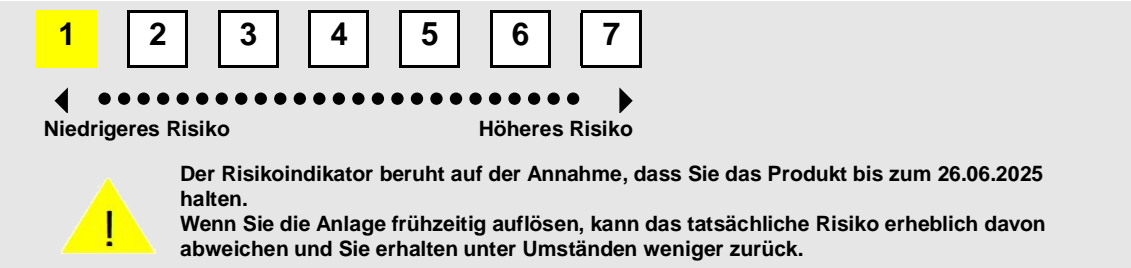 1 2 3 4 5 6 7
Niedrigeres Risiko Höheres Risiko
Der Risikoindikator beruht auf der Annahme, dass Sie das Produkt bis zum 26.06.2025
halten.
Wenn Sie die Anlage frühzeitig auflösen, kann das tatsächliche Risiko erheblich davon
abweichen und Sie erhalten unter Umständen weniger zurück.
!